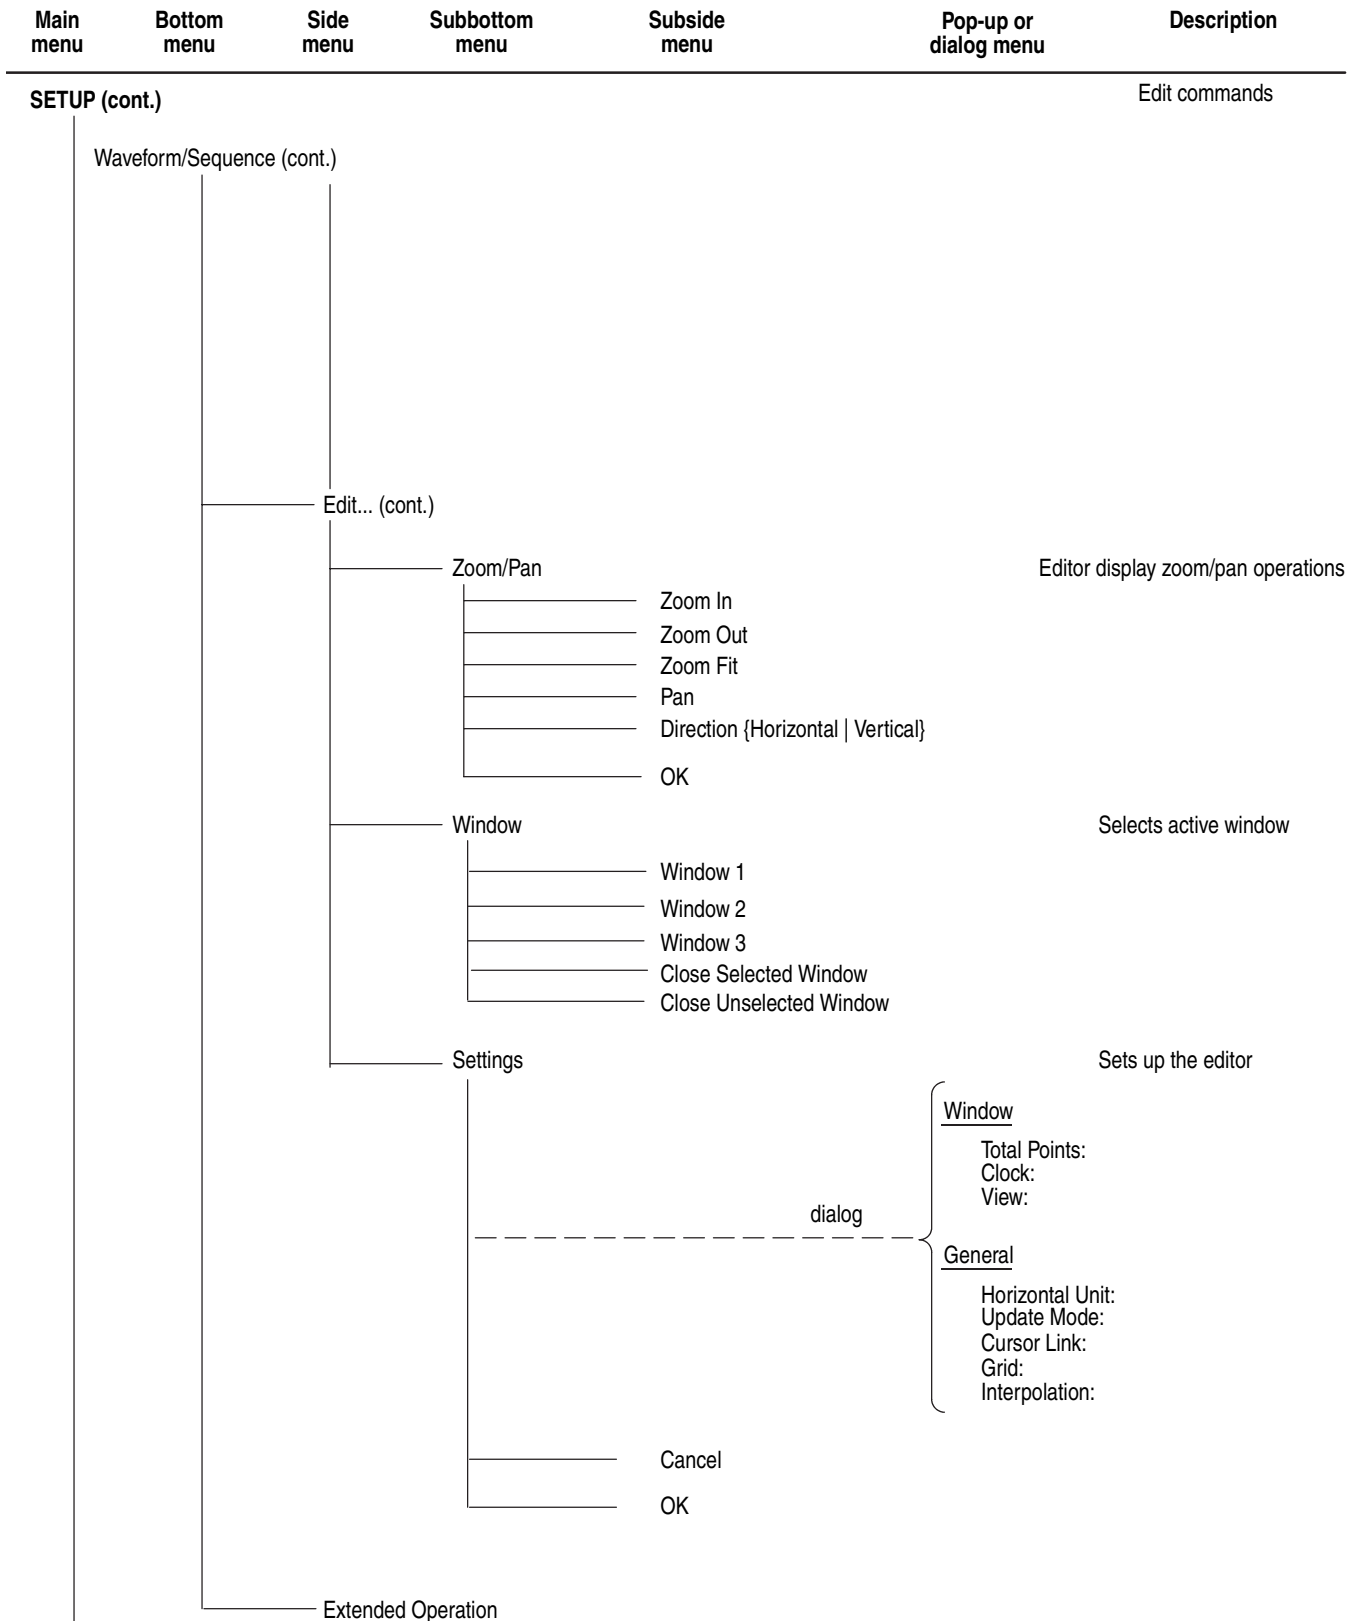 Main menu
Bottom menu
Side menu
Subbottom menu
Subside menu
Pop-up or dialog menu
Description
SETUP (cont.)
Edit commands
Waveform/Sequence (cont.)
Edit... (cont.)
Zoom/Pan
Editor display zoom/pan operations
Zoom In
Zoom Out
Zoom Fit
Pan
Direction {Horizontal | Vertical}
OK
Window
Selects active window
Window 1
Window 2
Window 3
Close Selected Window
Close Unselected Window
Settings
Sets up the editor
Window
Total Points:
Clock:
View:
dialog
General
Horizontal Unit:
Update Mode:
Cursor Link:
Grid:
Interpolation:
Cancel
OK
Extended Operation